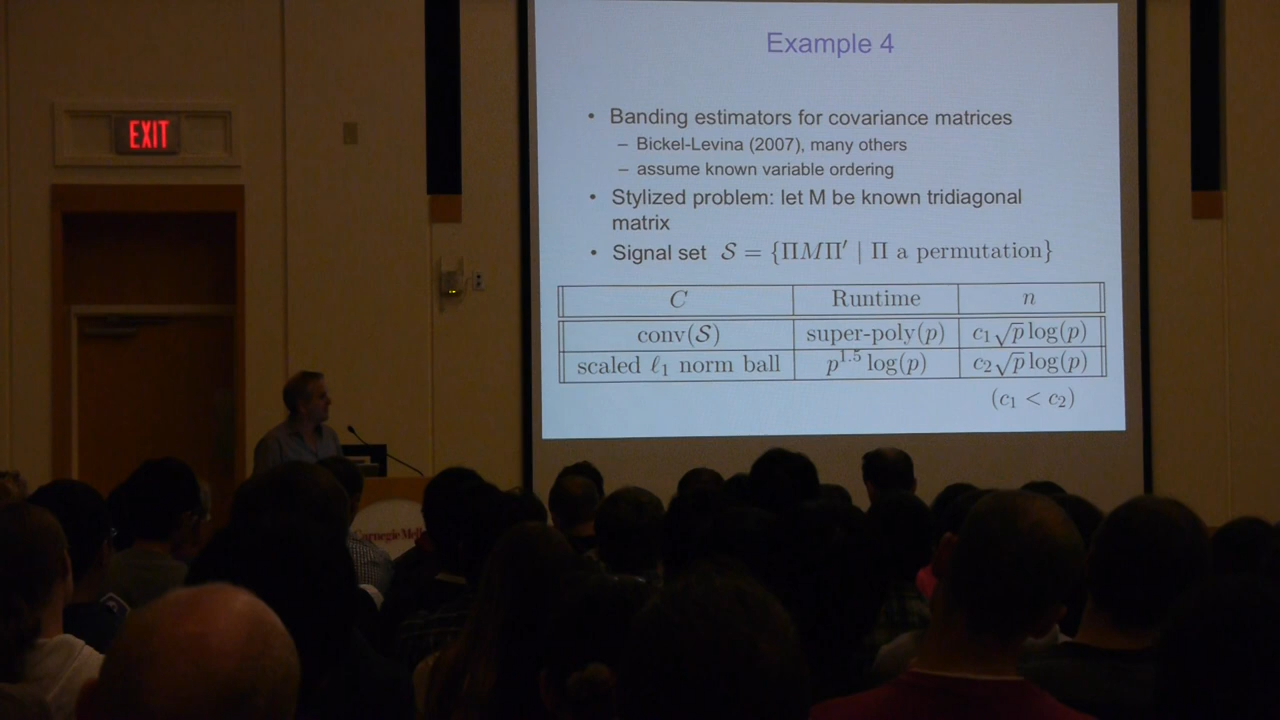 EXIT
Example 4
• Banding estimators for covariance matrices
– Bickel-Levina (2007), many others
– assume known variable ordering
• Stylized problem: let M be known tridiagonal
matrix
• Signal set 𝒮 = {ΠMΠ′ | Π a permutation}
C Runtime n
conv(𝒮) super-poly(p) c₁√p log(p)
scaled ℓ₁ norm ball p^1.5 log(p) c₂√p log(p)
(c₁ < c₂)
Carnegie